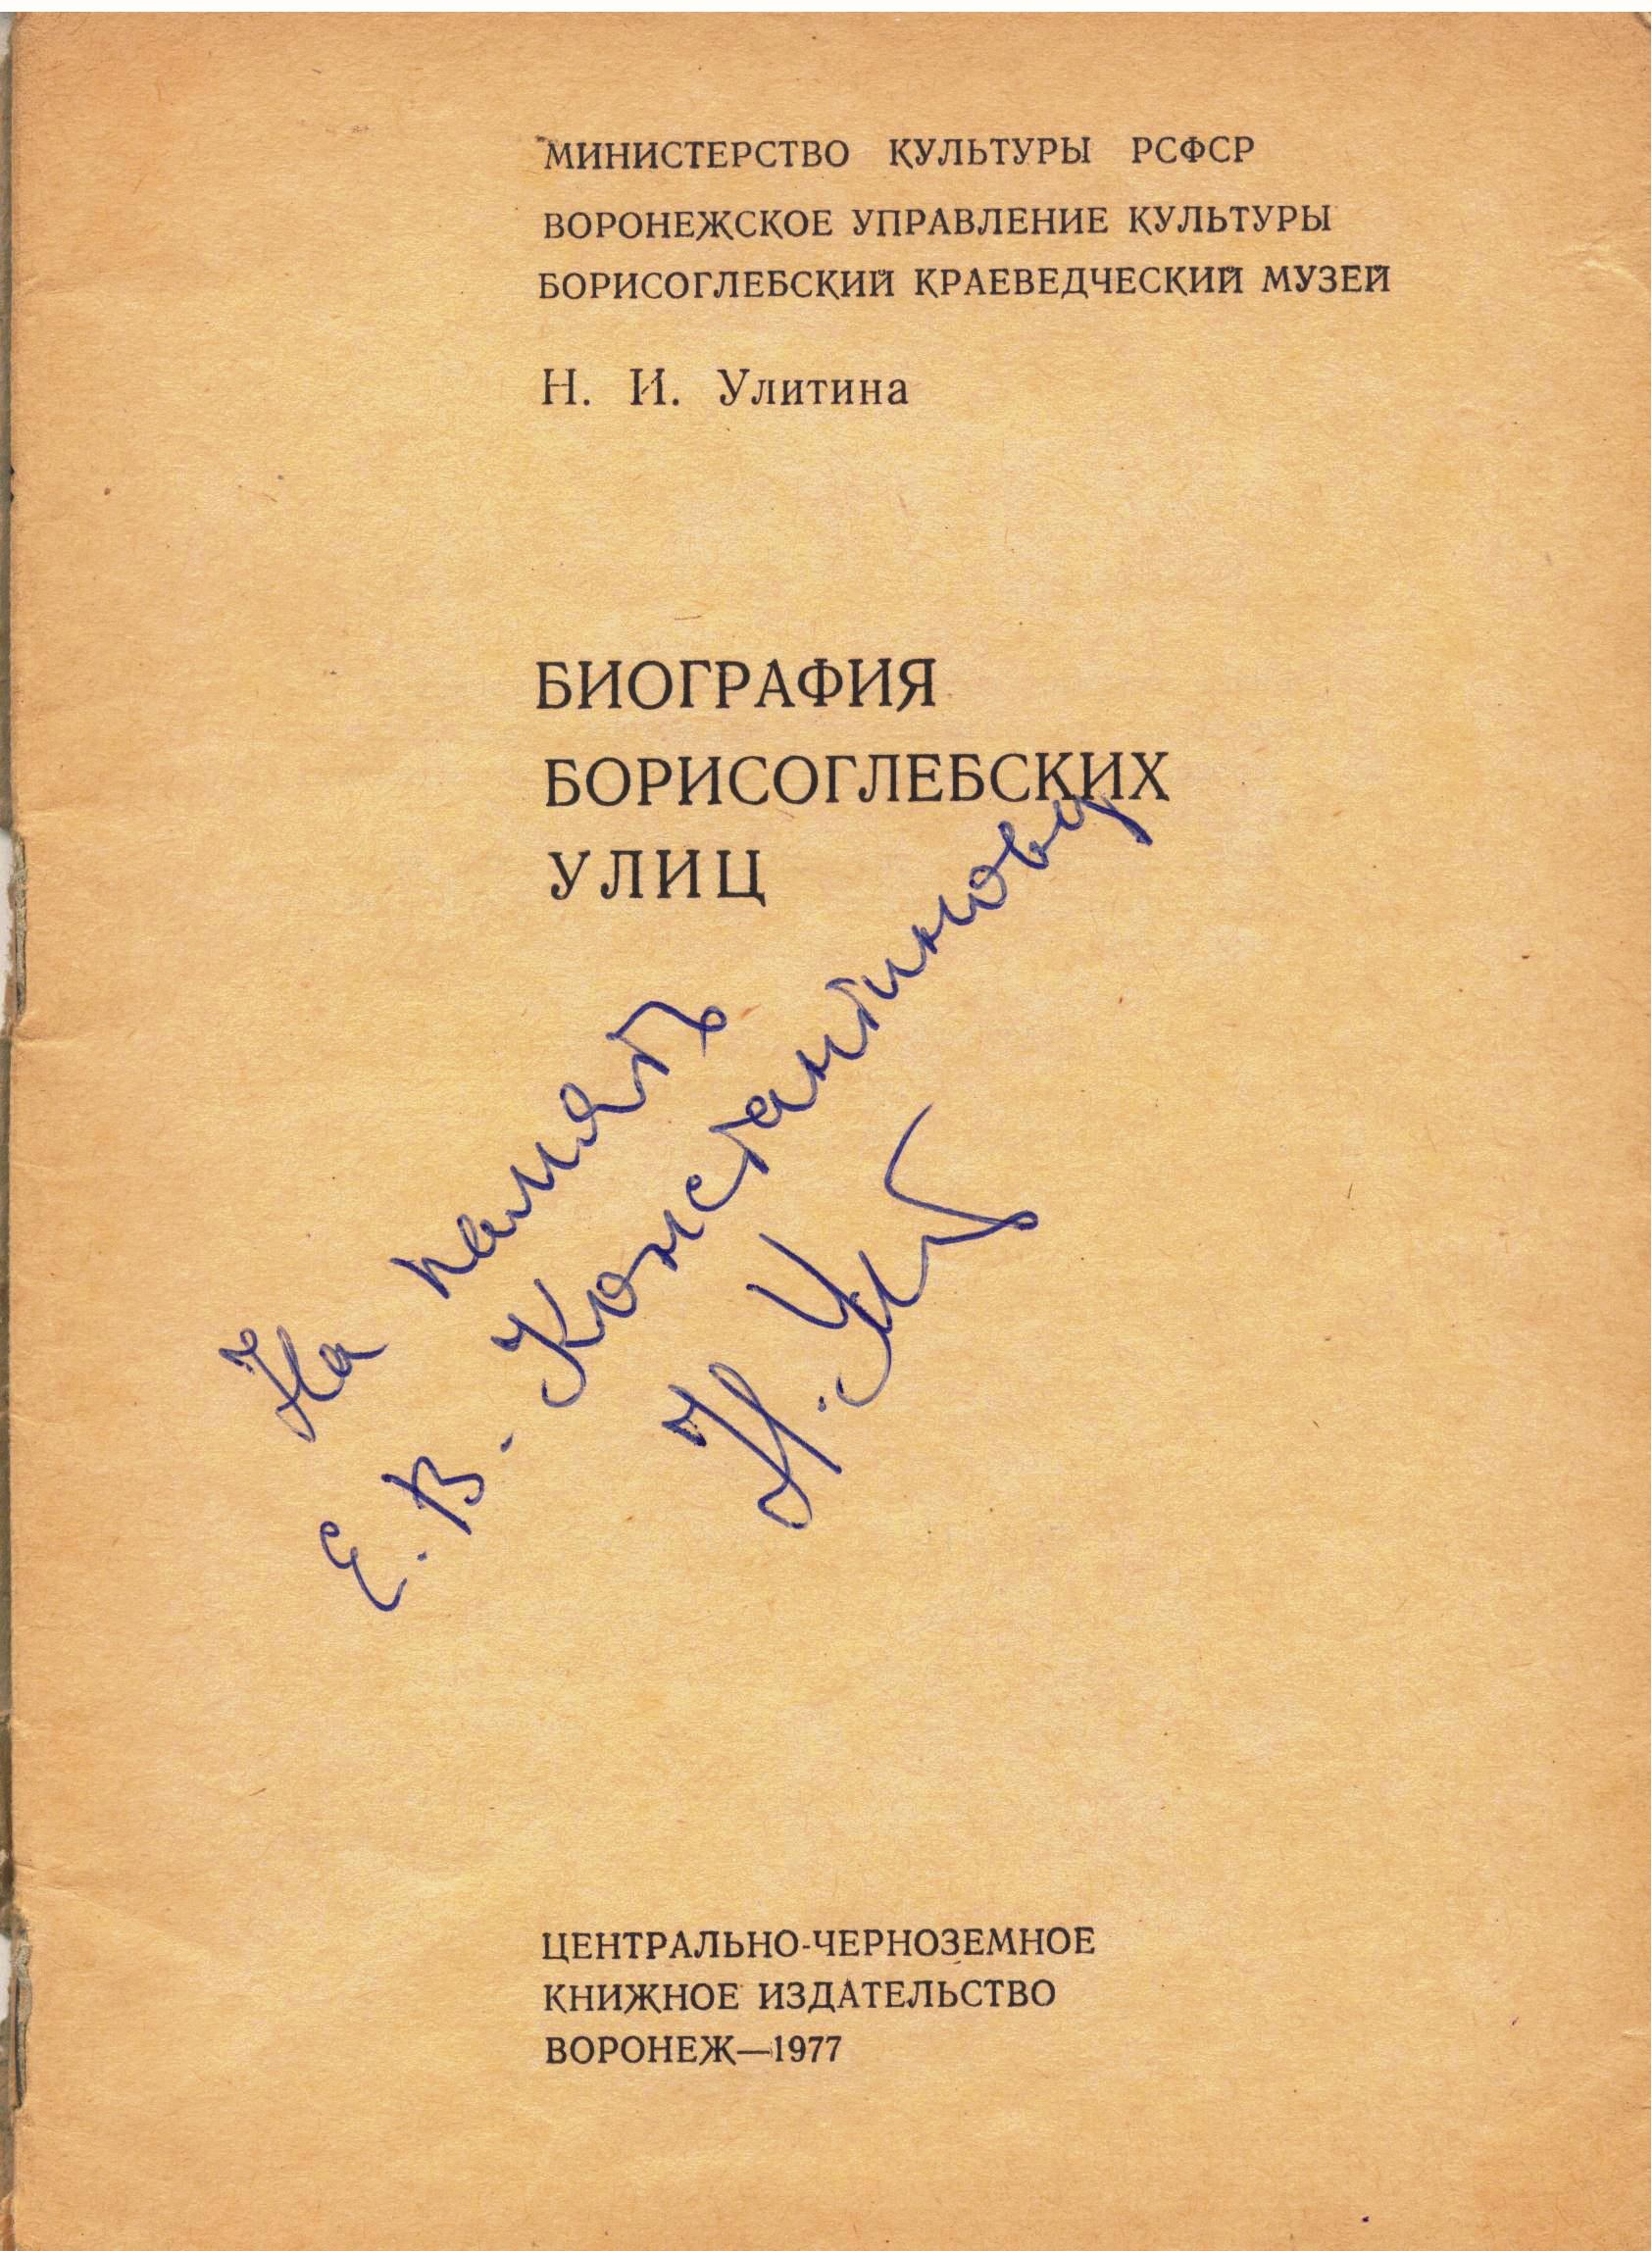 МИНИСТЕРСТВО КУЛЬТУРЫ РСФСР
ВОРОНЕЖСКОЕ УПРАВЛЕНИЕ КУЛЬТУРЫ
БОРИСОГЛЕБСКИЙ КРАЕВЕДЧЕСКИЙ МУЗЕЙ
Н. И. Улитина
БИОГРАФИЯ
БОРИСОГЛЕБСКИХ
УЛИЦ
На память
Е. В. Константинову
Н.
ЦЕНТРАЛЬНО-ЧЕРНОЗЕМНОЕ
КНИЖНОЕ ИЗДАТЕЛЬСТВО
ВОРОНЕЖ—1977